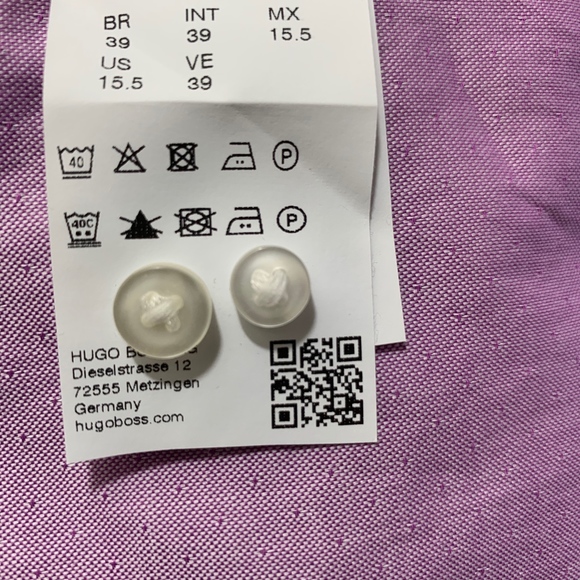 BR INT MX
39 39 15.5
US VE
15.5 39
40
P
40C
P
HUGO
Dieselstrasse 12
72555 Metzingen
Germany
hugoboss.com